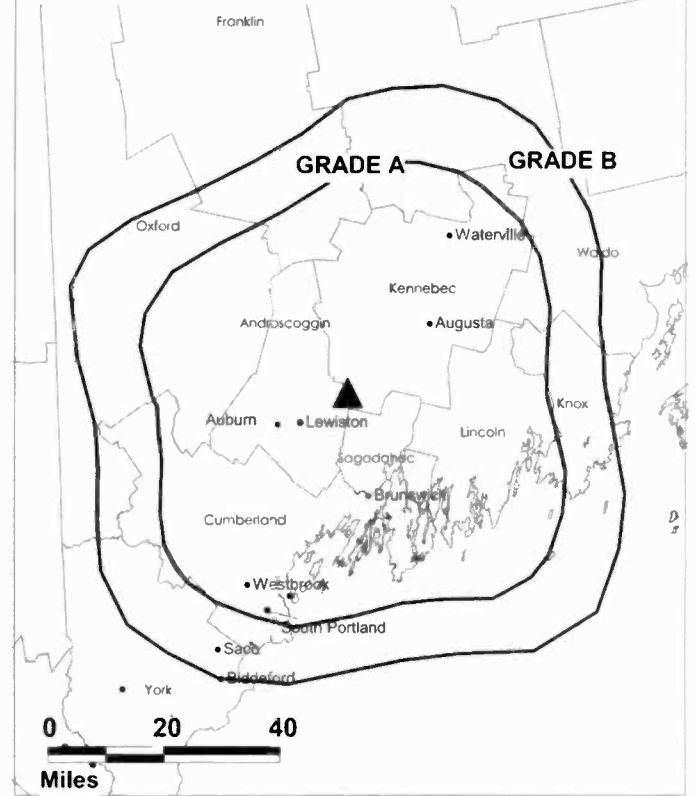 Franklin
GRADE A
GRADE B
Oxford
Waterville
Waldo
Kennebec
Androscoggin
Augusta
Knox
Auburn
Lewiston
Lincoln
Sagadahoc
Brunswick
Cumberland
Westbrook
South Portland
Saco
Biddeford
York
0 20 40
Miles